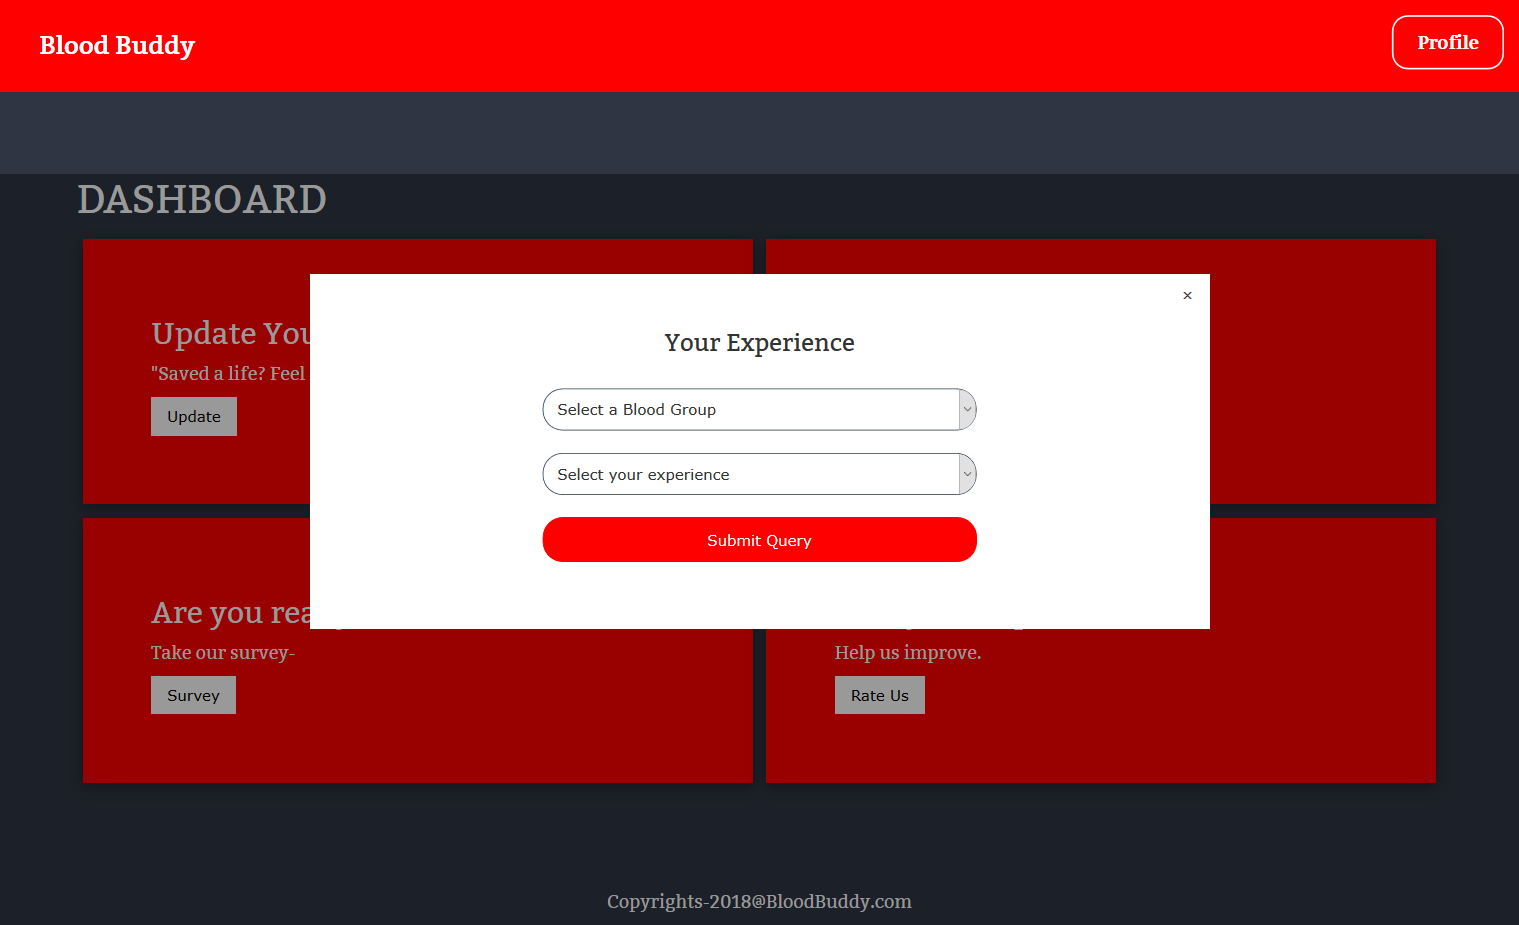 Blood Buddy
Profile
DASHBOARD
Update You
"Saved a life? Feel
Update
×
Your Experience
Select a Blood Group
Select your experience
Submit Query
Are you
Take our survey-
Survey
Help us improve.
Rate Us
Copyrights-2018@BloodBuddy.com